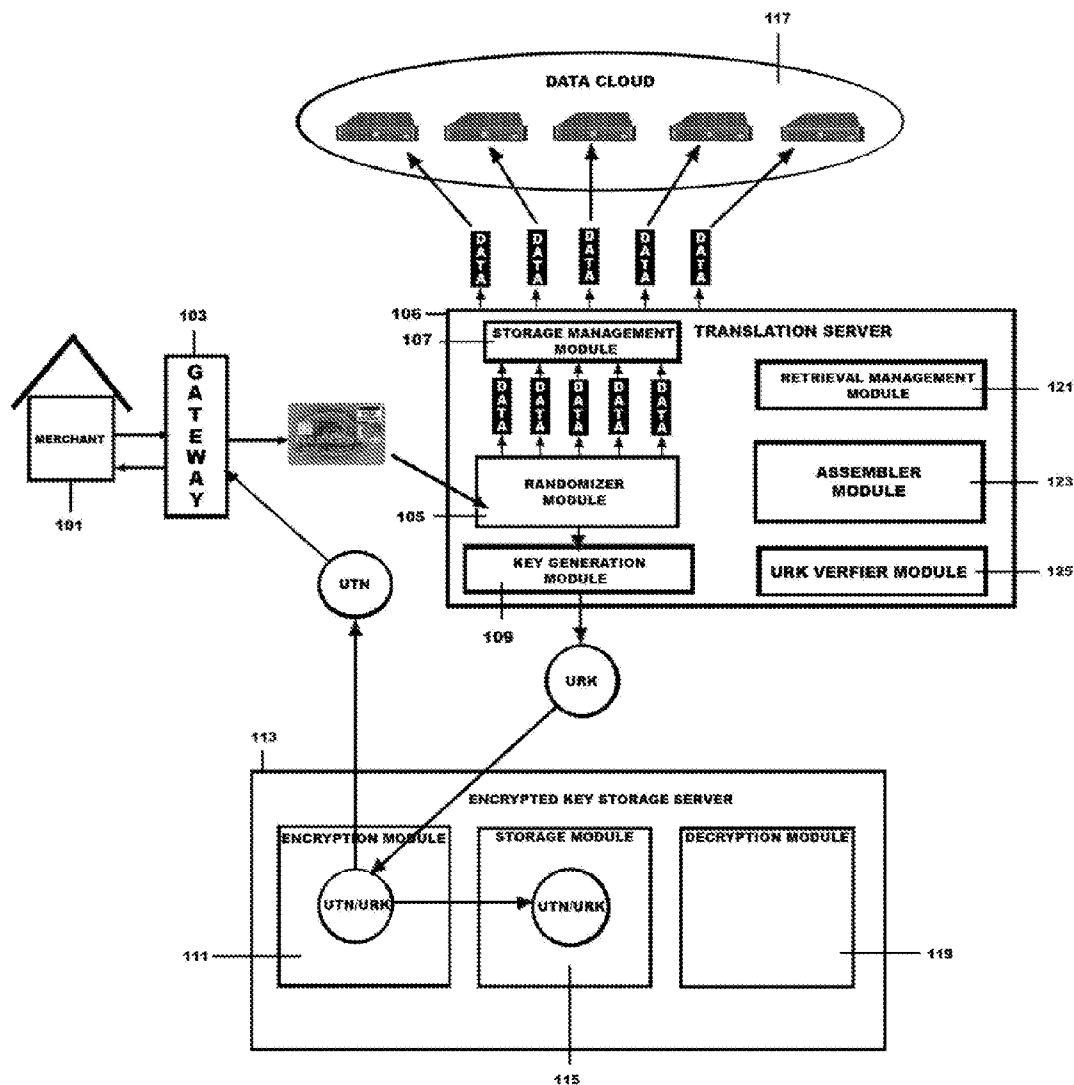 117
DATA CLOUD
DATA
DATA
DATA
DATA
DATA
106
TRANSLATION SERVER
103
107
STORAGE MANAGEMENT
MODULE
GATEWAY
RETRIEVAL MANAGEMENT
MODULE
121
DATA
DATA
DATA
DATA
DATA
MERCHANT
101
RANDOMIZER
MODULE
105
ASSEMBLER
MODULE
123
KEY GENERATION
MODULE
109
URK VERFIER MODULE
125
UTN
URK
113
ENCRYPTED KEY STORAGE SERVER
ENCRYPTION MODULE
STORAGE MODULE
DECRYPTION MODULE
UTN/URK
UTN/URK
111
119
115